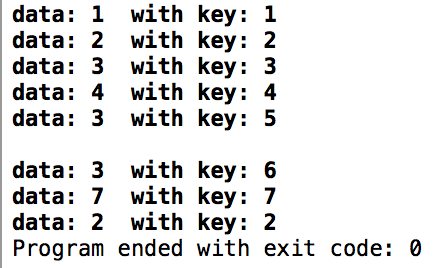 data: 1  with key: 1
data: 2  with key: 2
data: 3  with key: 3
data: 4  with key: 4
data: 3  with key: 5
data: 3  with key: 6
data: 7  with key: 7
data: 2  with key: 2
Program ended with exit code: 0